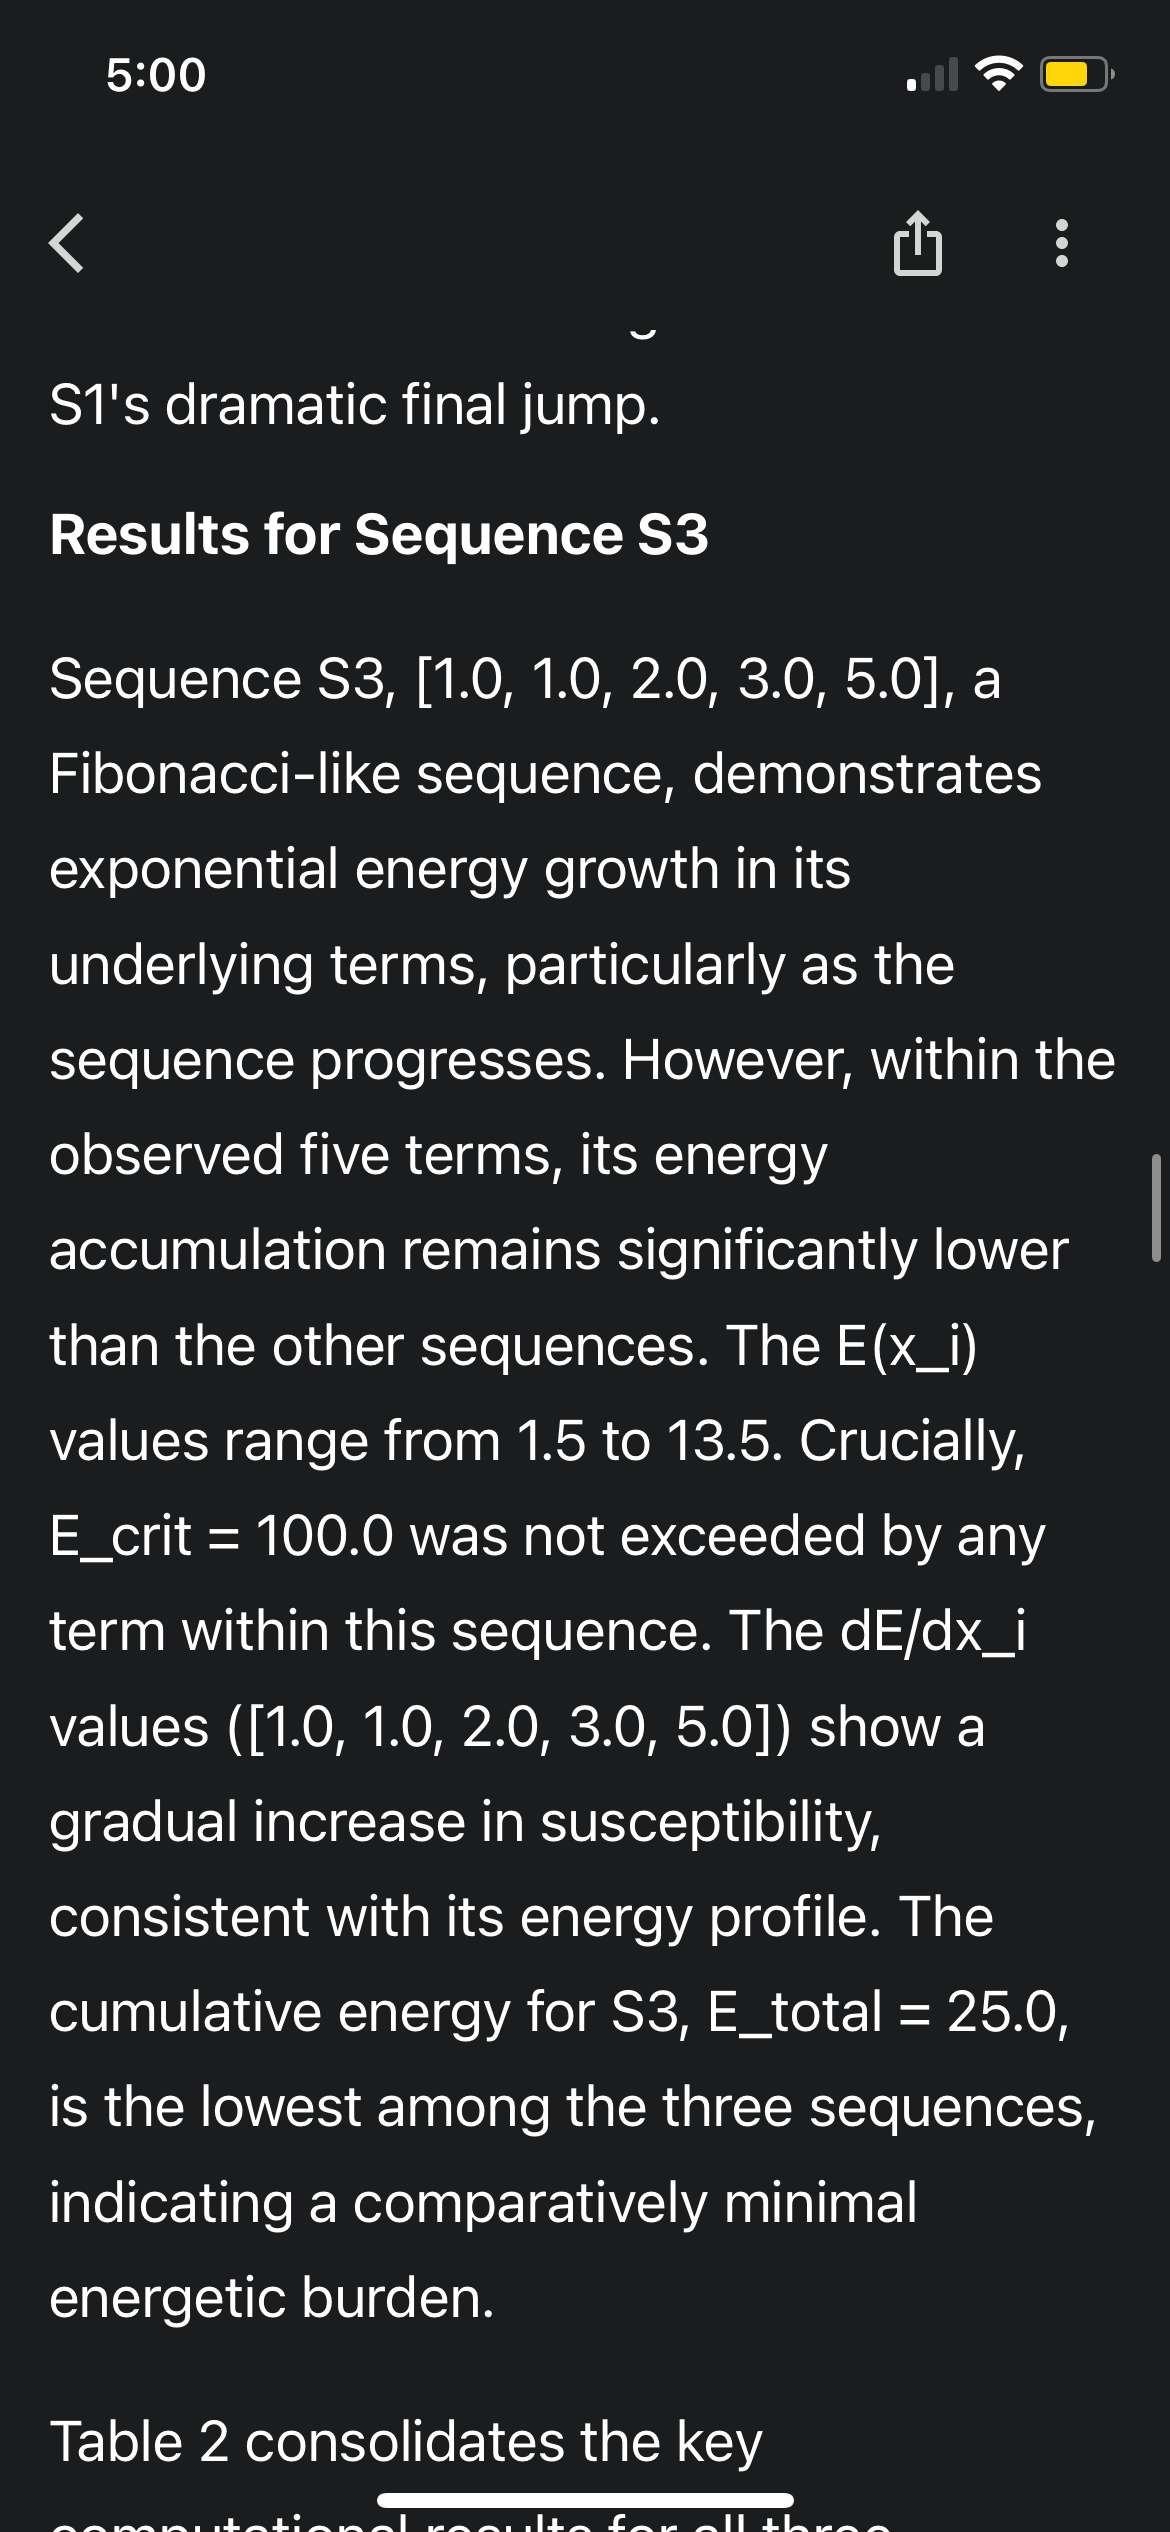 5:00
S1's dramatic final jump.
Results for Sequence S3
Sequence S3, [1.0, 1.0, 2.0, 3.0, 5.0], a
Fibonacci-like sequence, demonstrates
exponential energy growth in its
underlying terms, particularly as the
sequence progresses. However, within the
observed five terms, its energy
accumulation remains significantly lower
than the other sequences. The E(x_i)
values range from 1.5 to 13.5. Crucially,
E_crit = 100.0 was not exceeded by any
term within this sequence. The dE/dx_i
values ([1.0, 1.0, 2.0, 3.0, 5.0]) show a
gradual increase in susceptibility,
consistent with its energy profile. The
cumulative energy for S3, E_total = 25.0,
is the lowest among the three sequences,
indicating a comparatively minimal
energetic burden.
Table 2 consolidates the key
computational results for all three